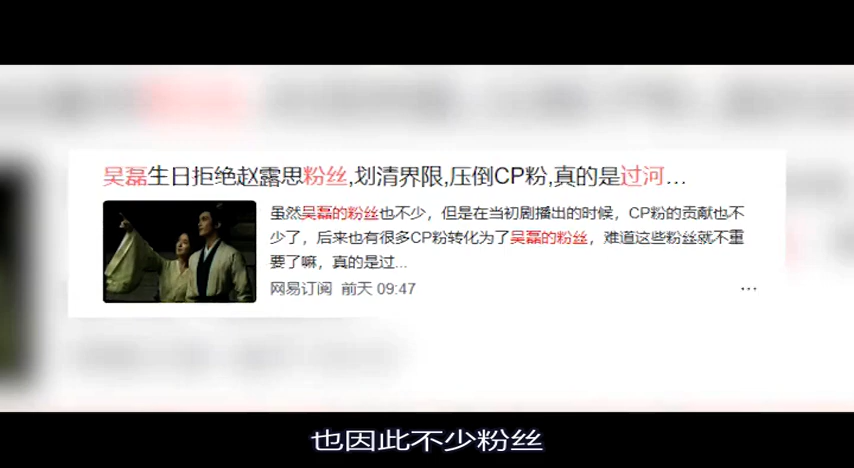 吴磊生日拒绝赵露思粉丝,划清界限,压倒CP粉,真的是过河...
虽然吴磊的粉丝也不少，但是在当初剧播出的时候，CP粉的贡献也不
少了，后来也有很多CP粉转化为了吴磊的粉丝，难道这些粉丝就不重
要了嘛，真的是过...
网易订阅 前天 09:47
也因此不少粉丝